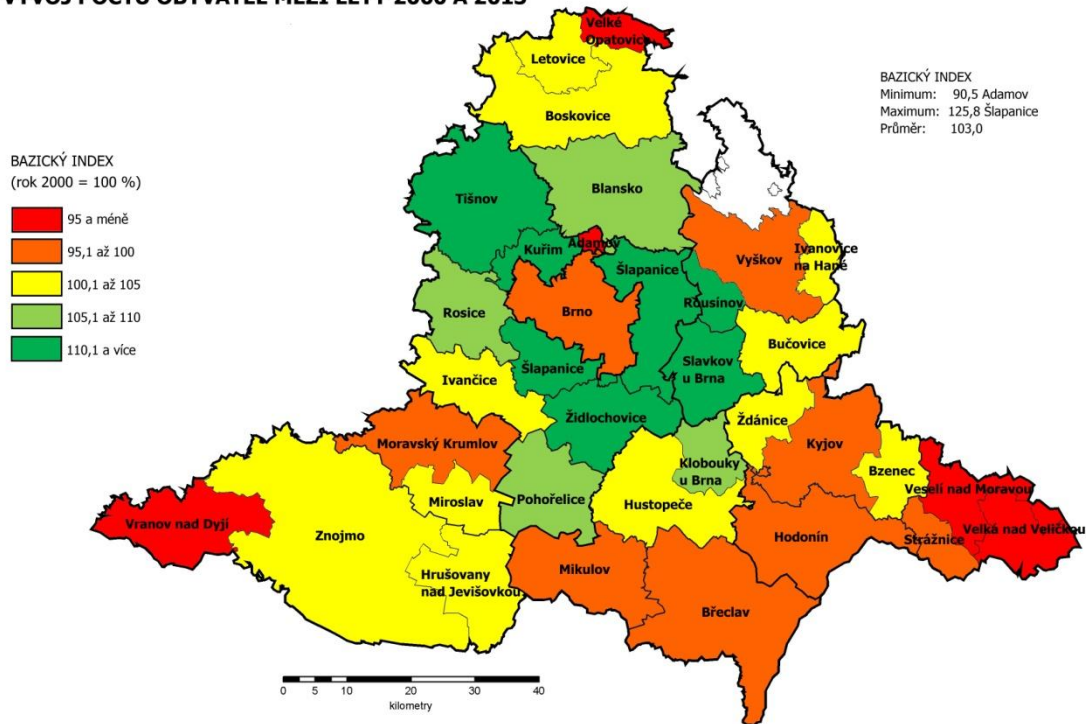 VÝVOJ POČTU OBYVATEL MEZI LETY 2000 A 2015
BAZICKÝ INDEX
Minimum: 90,5 Adamov
Maximum: 125,8 Šlapanice
Průměr: 103,0
BAZICKÝ INDEX
(rok 2000 = 100 %)
95 a méně
95,1 až 100
100,1 až 105
105,1 až 110
110,1 a více
Velké
Opatovice
Letovice
Boskovice
Blansko
Tišnov
Kuřim
Adamov
Šlapanice
Vyškov
Ivanovice
na Hané
Rosice
Brno
Rousínov
Bučovice
Ivančice
Šlapanice
Slavkov
u Brna
Židlochovice
Ždánice
Moravský Krumlov
Kyjov
Klobouky
u Brna
Bzenec
Miroslav
Pohořelice
Hustopeče
Veselí nad Moravou
Vranov nad Dyjí
Znojmo
Velká nad Veličkou
Hodonín
Strážnice
Hrušovany
nad Jevišovkou
Mikulov
Břeclav
0 5 10 20 30 40
kilometry